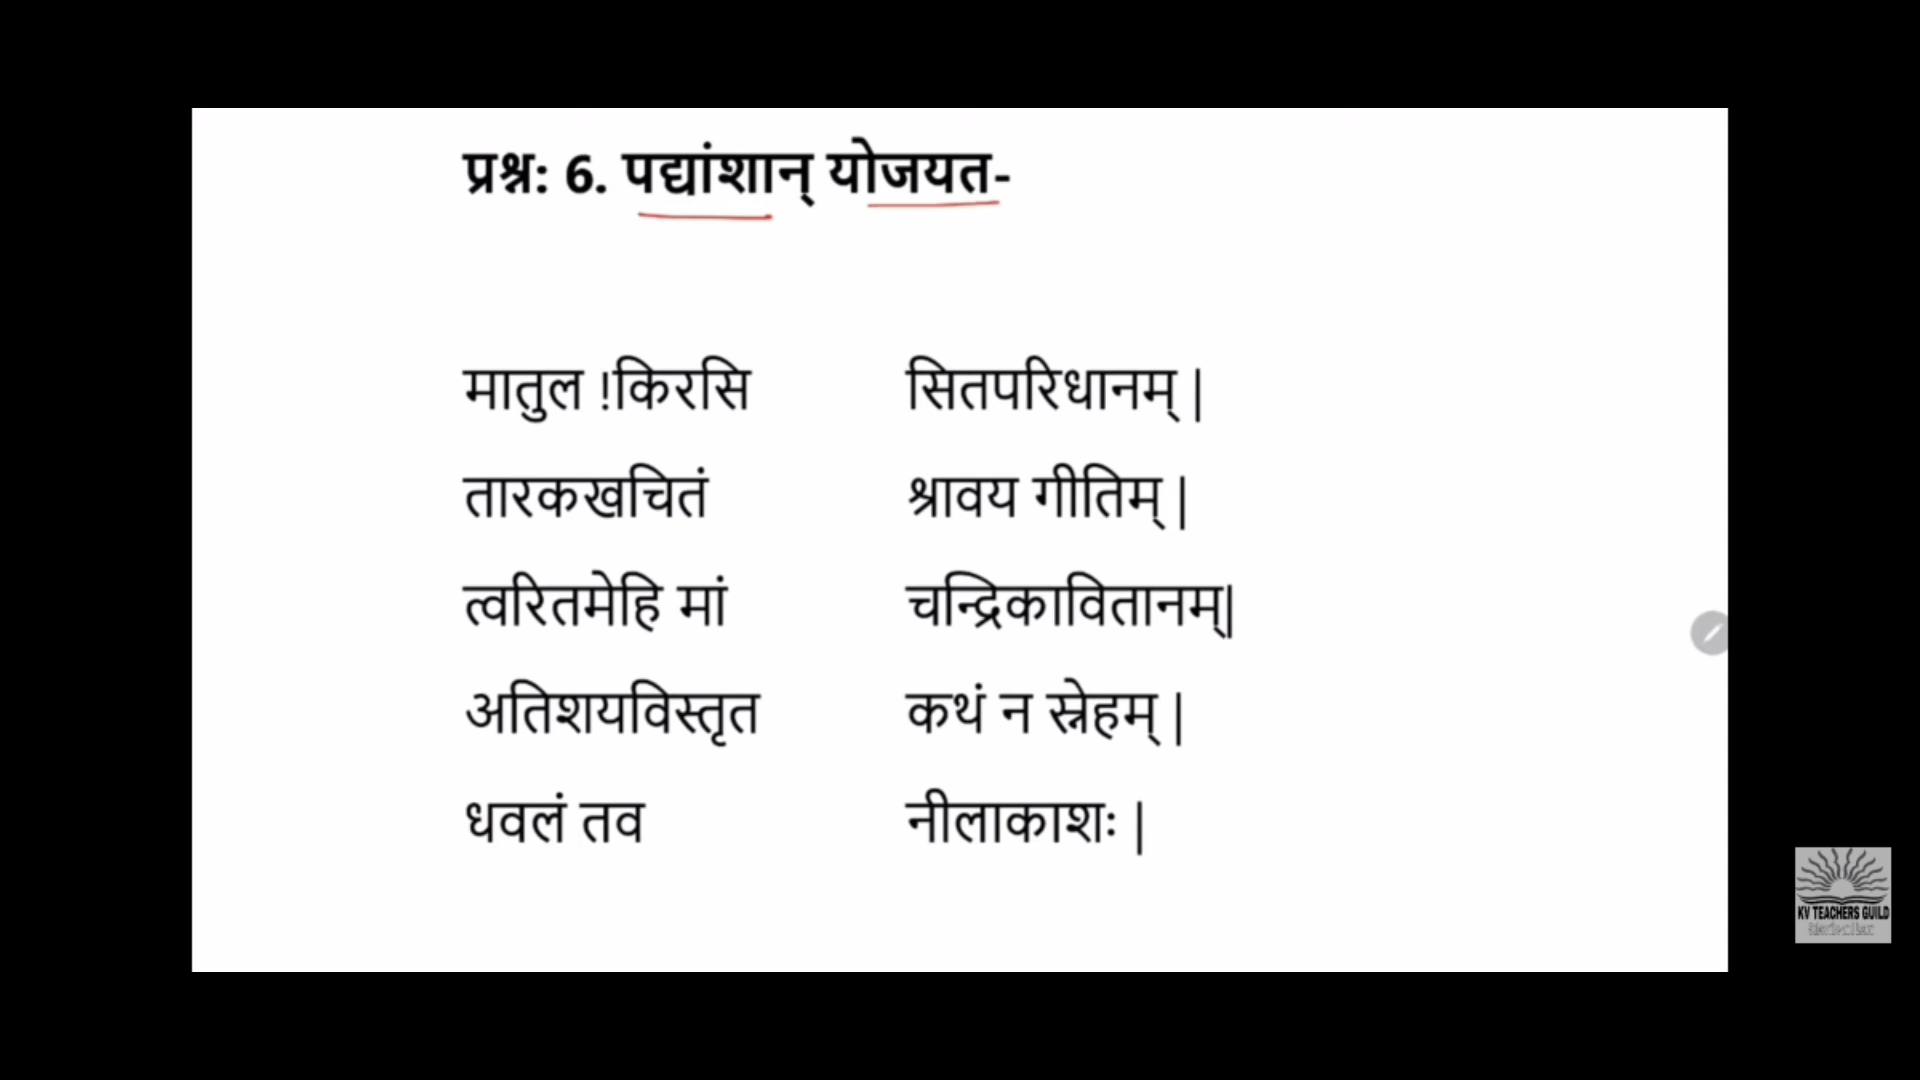 प्रश्न: 6. पद्यांशान् योजयत-
मातुल !किरसि सितपरिधानम् |
तारकखचितं श्रावय गीतिम् |
त्वरितमेहि मां चन्द्रिकावितानम्|
अतिशयविस्तृत कथं न स्नेहम् |
धवलं तव नीलाकाशः |
KV TEACHERS GUILD